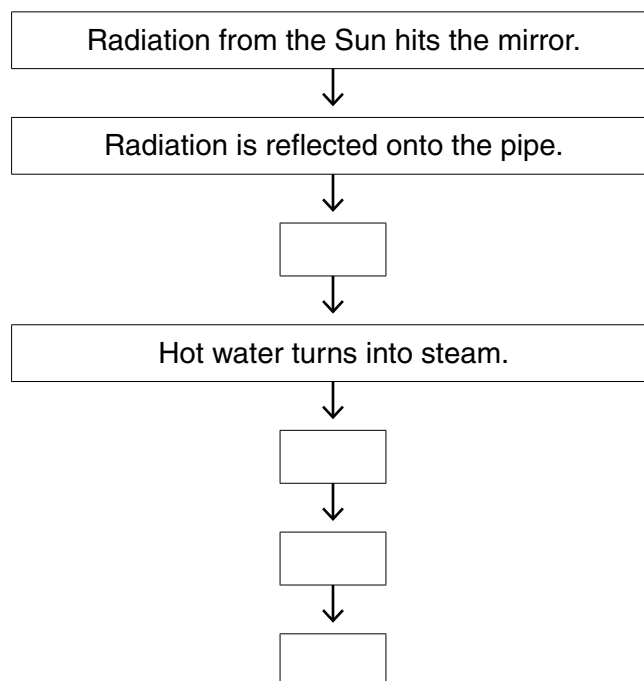 Radiation from the Sun hits the mirror.
Radiation is reflected onto the pipe.
Hot water turns into steam.